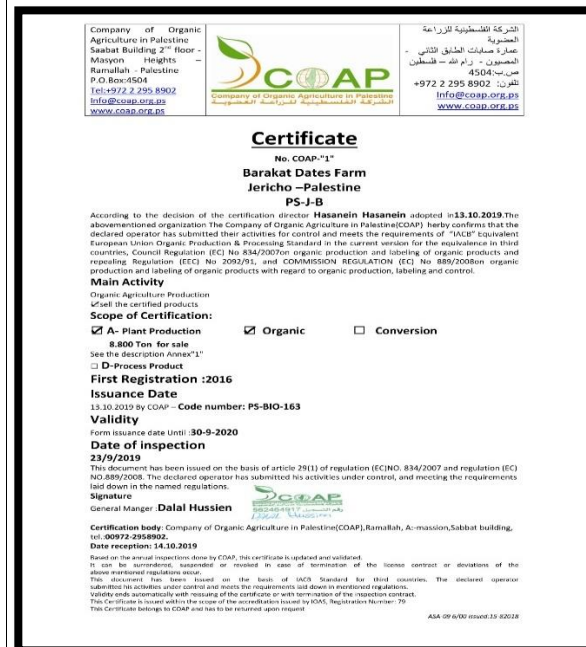 Company of Organic
Agriculture in Palestine
Saabat Building 2nd floor -
Masyon Heights –
Ramallah - Palestine
P.O.Box:4504
Tel:+972 2 295 8902
Info@coap.org.ps
www.coap.org.ps
COAP
Company of Organic Agriculture in Palestine
الشركة الفلسطينية للزراعة العضوية
الشركة الفلسطينية للزراعة
العضوية
عمارة صابات الطابق الثاني -
المصيون - رام الله – فلسطين
ص.ب:4504
تلفون: 8902 295 2 972+
Info@coap.org.ps
www.coap.org.ps
Certificate
No. COAP-"1"
Barakat Dates Farm
Jericho –Palestine
PS-J-B
According to the decision of the certification director Hasanein Hasanein adopted in13.10.2019.The
abovementioned organization The Company of Organic Agriculture in Palestine(COAP) herby confirms that the
declared operator has submitted their activities for control and meets the requirements of "IACB" Equivalent
European Union Organic Production & Processing Standard in the current version for the equivalence in third
countries, Council Regulation (EC) No 834/2007on organic production and labeling of organic products and
repealing Regulation (EEC) No 2092/91, and COMMISSION REGULATION (EC) No 889/2008on organic
production and labeling of organic products with regard to organic production, labeling and control.
Main Activity
Organic Agriculture Production
sell the certified products
Scope of Certification:
A- Plant Production Organic Conversion
8.800 Ton for sale
See the description Annex"1"
D-Process Product
First Registration :2016
Issuance Date
13.10.2019 By COAP – Code number: PS-BIO-163
Validity
Form issuance date Until :30-9-2020
Date of inspection
23/9/2019
This document has been issued on the basis of article 29(1) of regulation (EC)NO. 834/2007 and regulation (EC)
NO.889/2008. The declared operator has submitted his activities under control, and meeting the requirements
laid down in the named regulations.
Signature
General Manger :Dalal Hussien
COAP
562464917
Certification body: Company of Organic Agriculture in Palestine(COAP),Ramallah, A:-massion,Sabbat building,
tel.:00972-2958902.
Date reception: 14.10.2019
Based on the annual inspections done by COAP, this certificate is updated and validated.
It can be surrendered, suspended or revoked in case of termination of the license contract or deviations of the
above mentioned regulations occur.
This document has been issued on the basis of IACB Standard for third countries. The declared operator
submitted his activities under control and meets the requirements laid down in mentioned regulations.
Validity ends automatically with reissuing of the certificate or with termination of the inspection contract.
This Certificate is issued within the scope of the accreditation issued by IOAS, Registration Number: 79
This Certificate belongs to COAP and has to be returned upon request
ASA-09 6/00 issued:15-82018